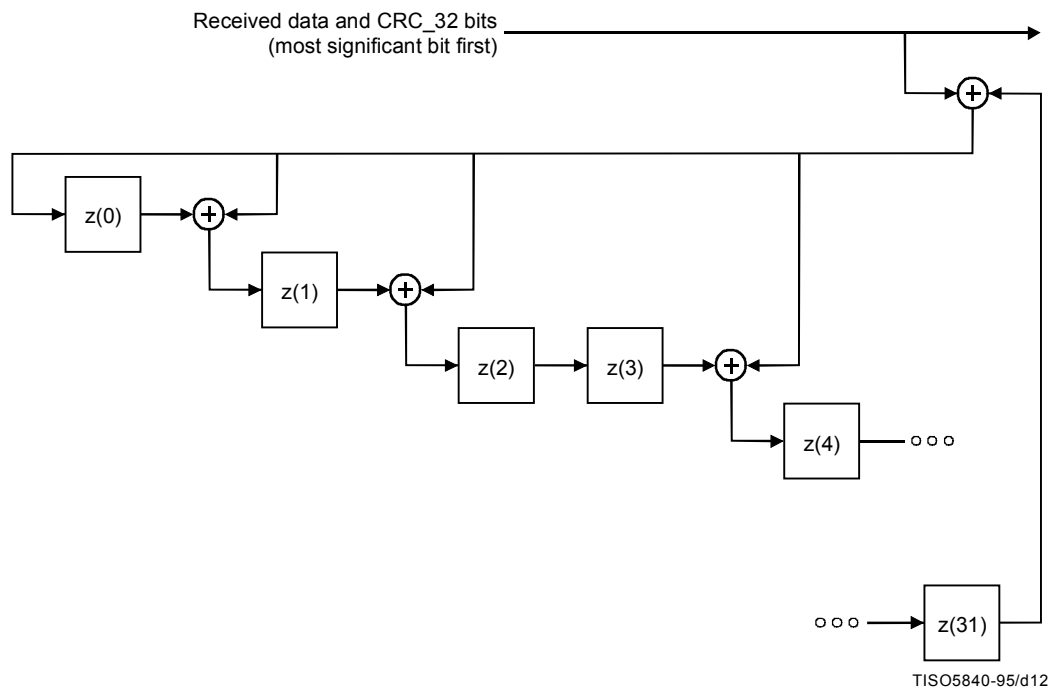 Received data and CRC_32 bits
(most significant bit first)
z(0)
z(1)
z(2)
z(3)
z(4)
z(31)
TISO5840-95/d12